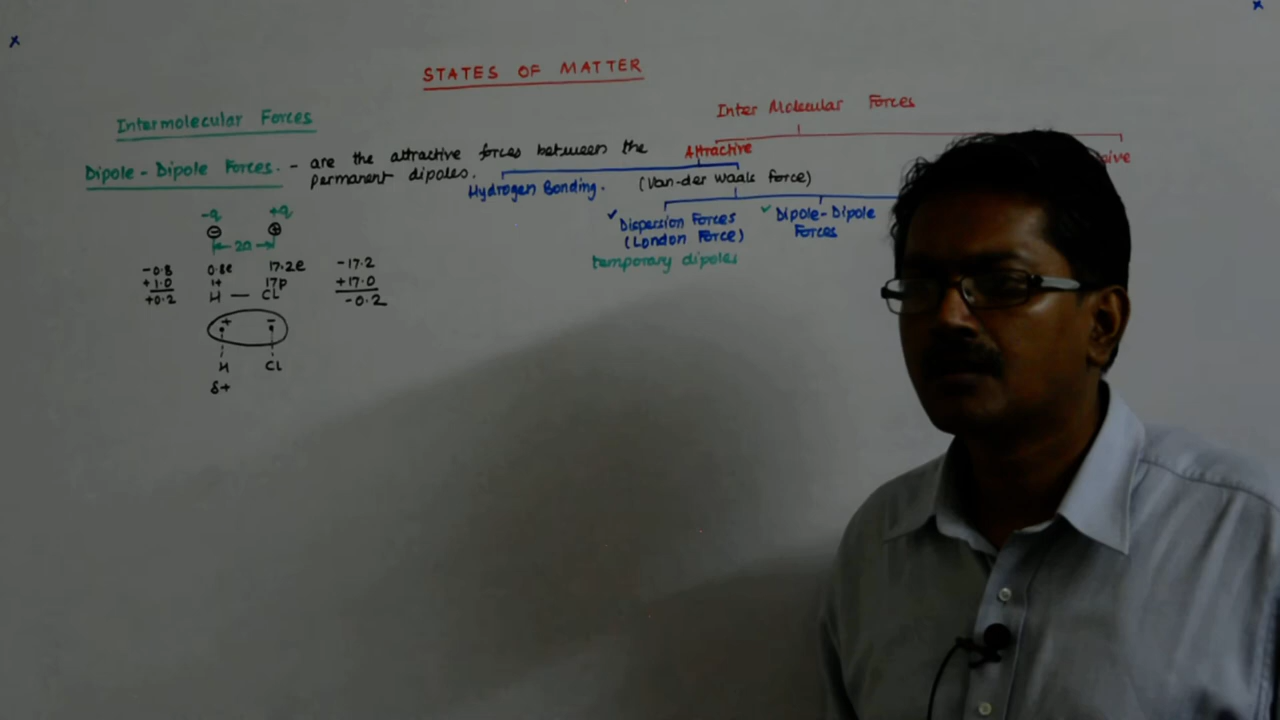 STATES OF MATTER
Intermolecular Forces
Dipole - Dipole Forces. - are the attractive forces between the
permanent dipoles.
-q +q
⊖ ⊕
2a
-0.8 0.8e 17.2e -17.2
+1.0 1+ 17P +17.0
+0.2 H — CL -0.2
+ -
H CL
δ+
Inter Molecular Forces
Attractive
Hydrogen Bonding. (Van-der waals force)
✓ Dispersion Forces ✓ Dipole-Dipole
(London Force) Forces
temporary dipoles